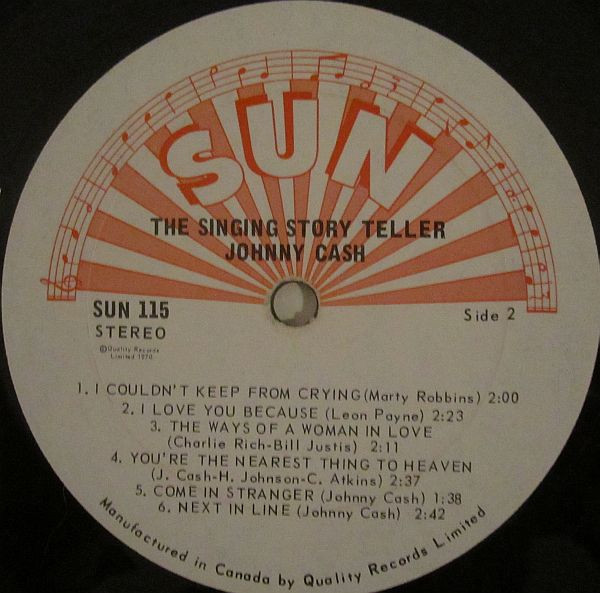 SUN
THE SINGING STORY TELLER
JOHNNY CASH
SUN 115
STEREO
©Quality Records
Limited 1970
Side 2
1. I COULDN'T KEEP FROM CRYING (Marty Robbins) 2:00
2. I LOVE YOU BECAUSE (Leon Payne) 2:23
3. THE WAYS OF A WOMAN IN LOVE
(Charlie Rich-Bill Justis) 2:11
4. YOU'RE THE NEAREST THING TO HEAVEN
(J. Cash-H. Johnson-C. Atkins) 2:37
5. COME IN STRANGER (Johnny Cash) 1:38
6. NEXT IN LINE (Johnny Cash) 2:42
Manufactured in Canada by Quality Records Limited